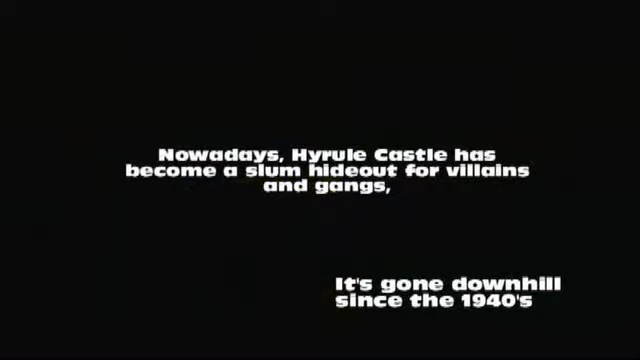 Nowadays, Hyrule Castle has
become a slum hideout for villains
and gangs,
It's gone downhill
since the 1940's